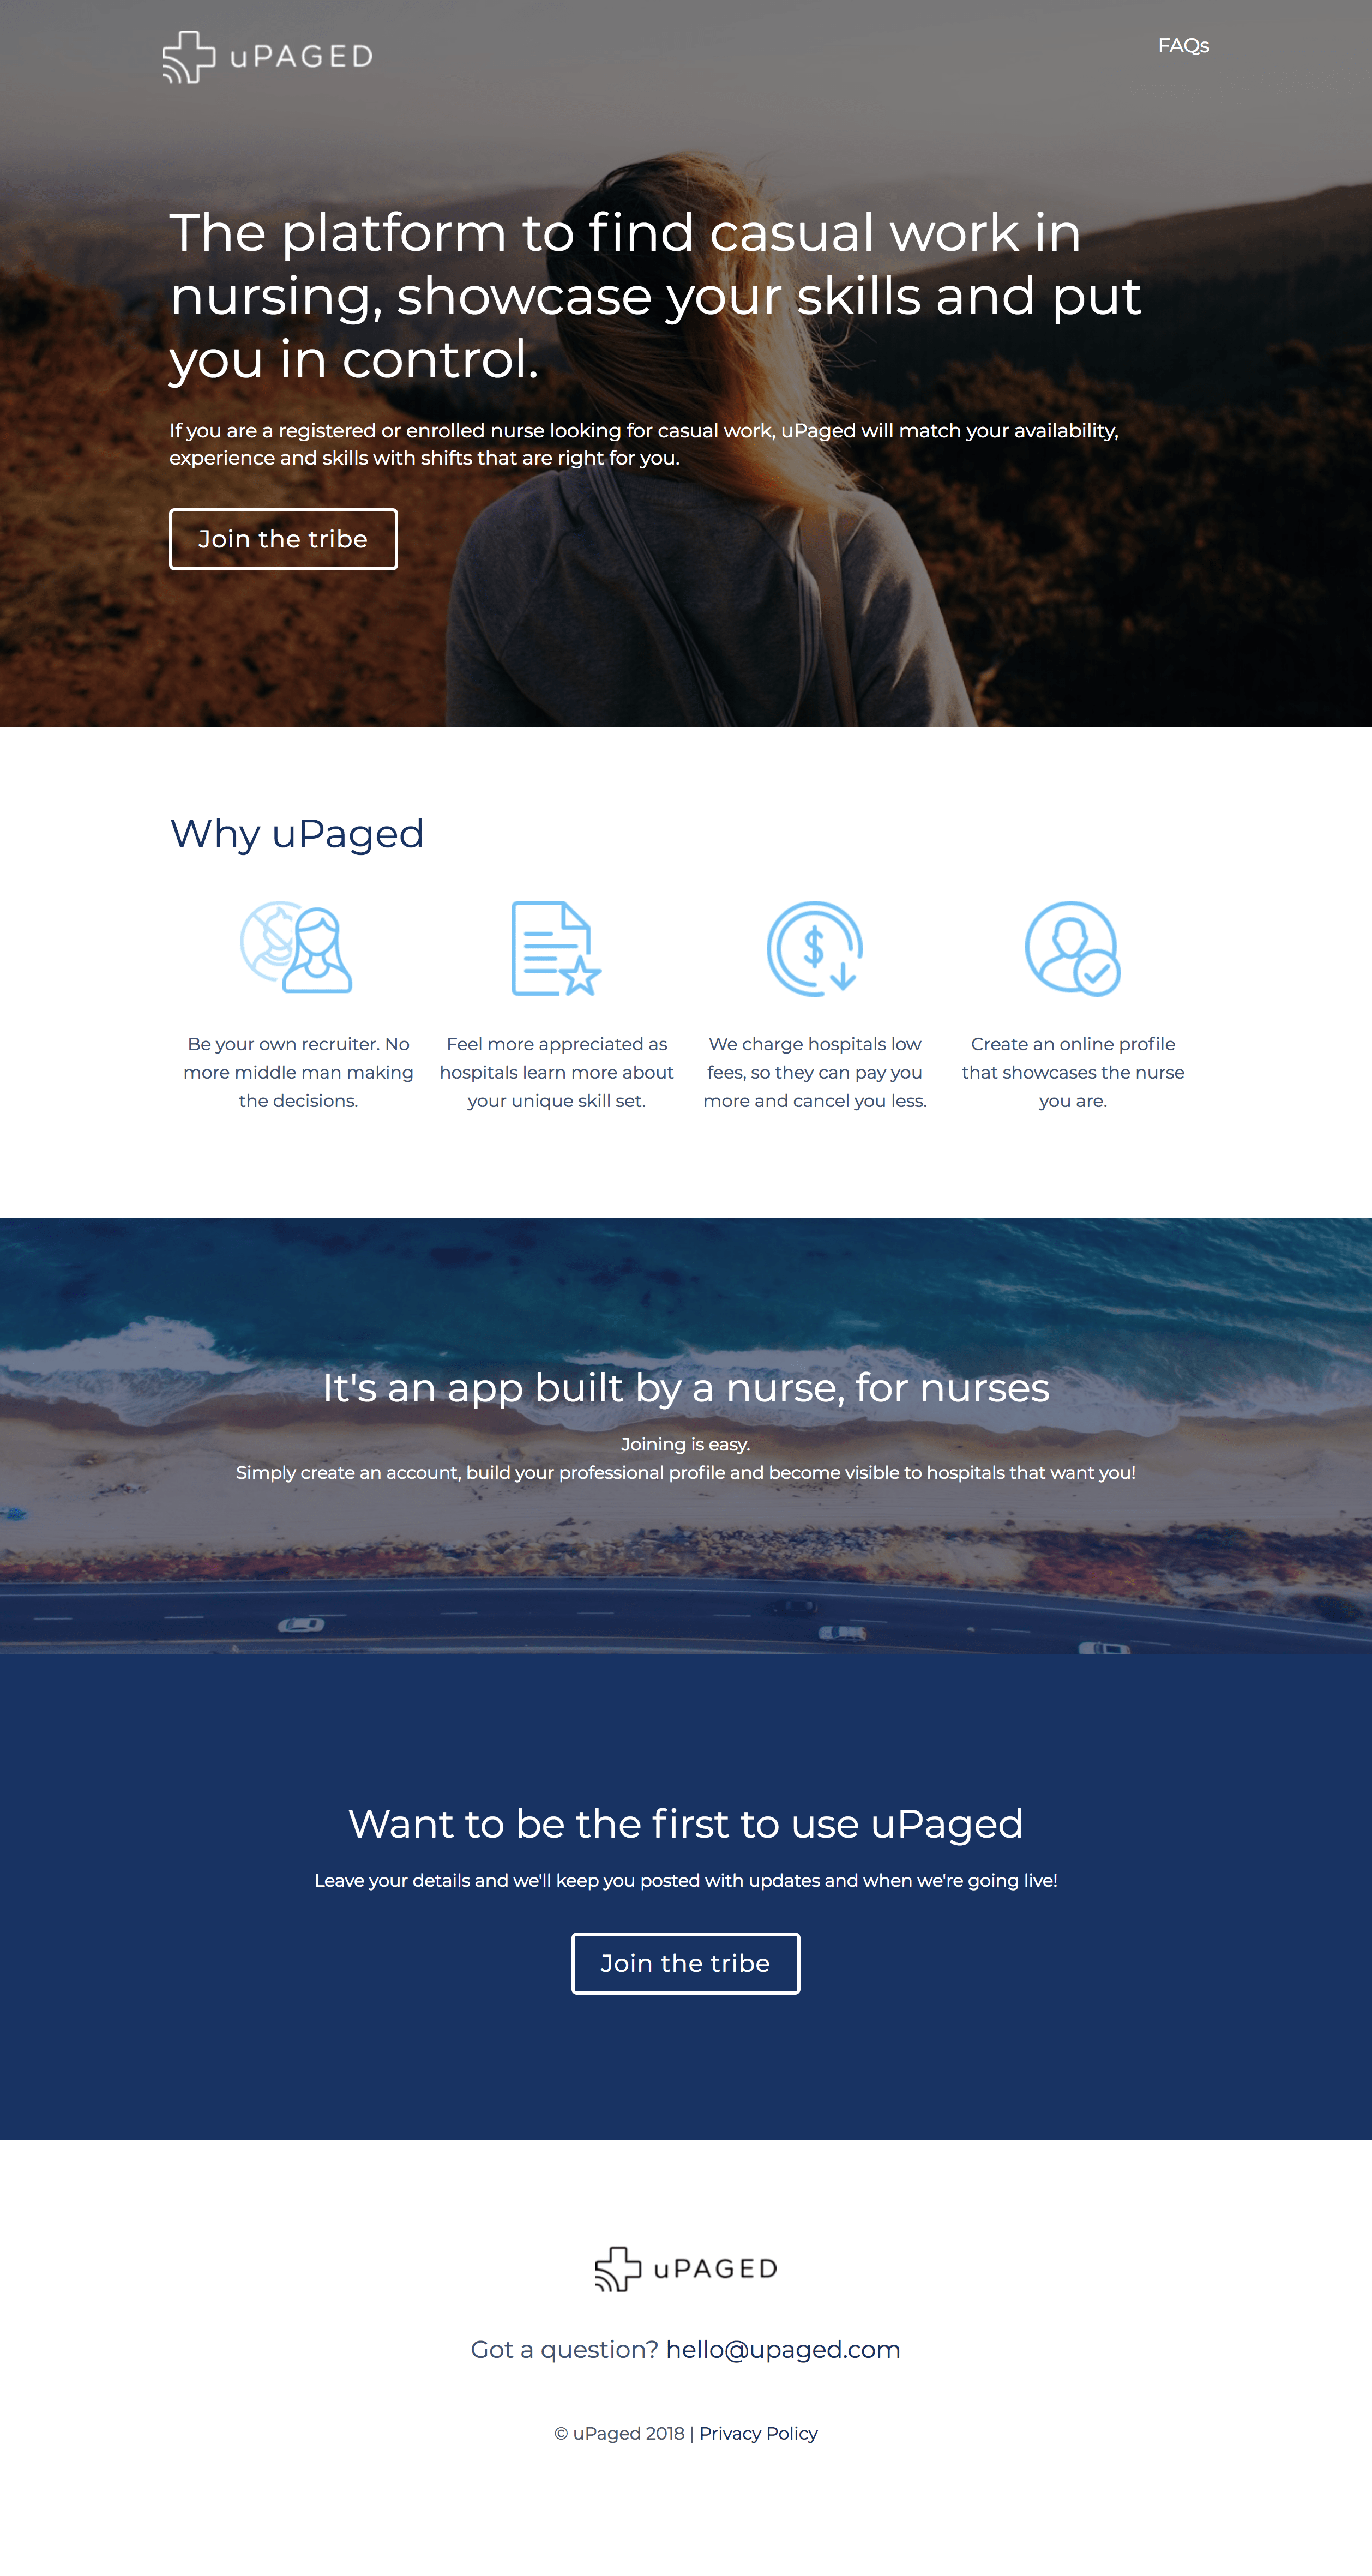 uPAGED
FAQs
The platform to find casual work in
nursing, showcase your skills and put
you in control.
If you are a registered or enrolled nurse looking for casual work, uPaged will match your availability,
experience and skills with shifts that are right for you.
Join the tribe
Why uPaged
Be your own recruiter. No
more middle man making
the decisions.
Feel more appreciated as
hospitals learn more about
your unique skill set.
We charge hospitals low
fees, so they can pay you
more and cancel you less.
Create an online profile
that showcases the nurse
you are.
It's an app built by a nurse, for nurses
Joining is easy.
Simply create an account, build your professional profile and become visible to hospitals that want you!
Want to be the first to use uPaged
Leave your details and we'll keep you posted with updates and when we're going live!
Join the tribe
uPAGED
Got a question? hello@upaged.com
© uPaged 2018 | Privacy Policy